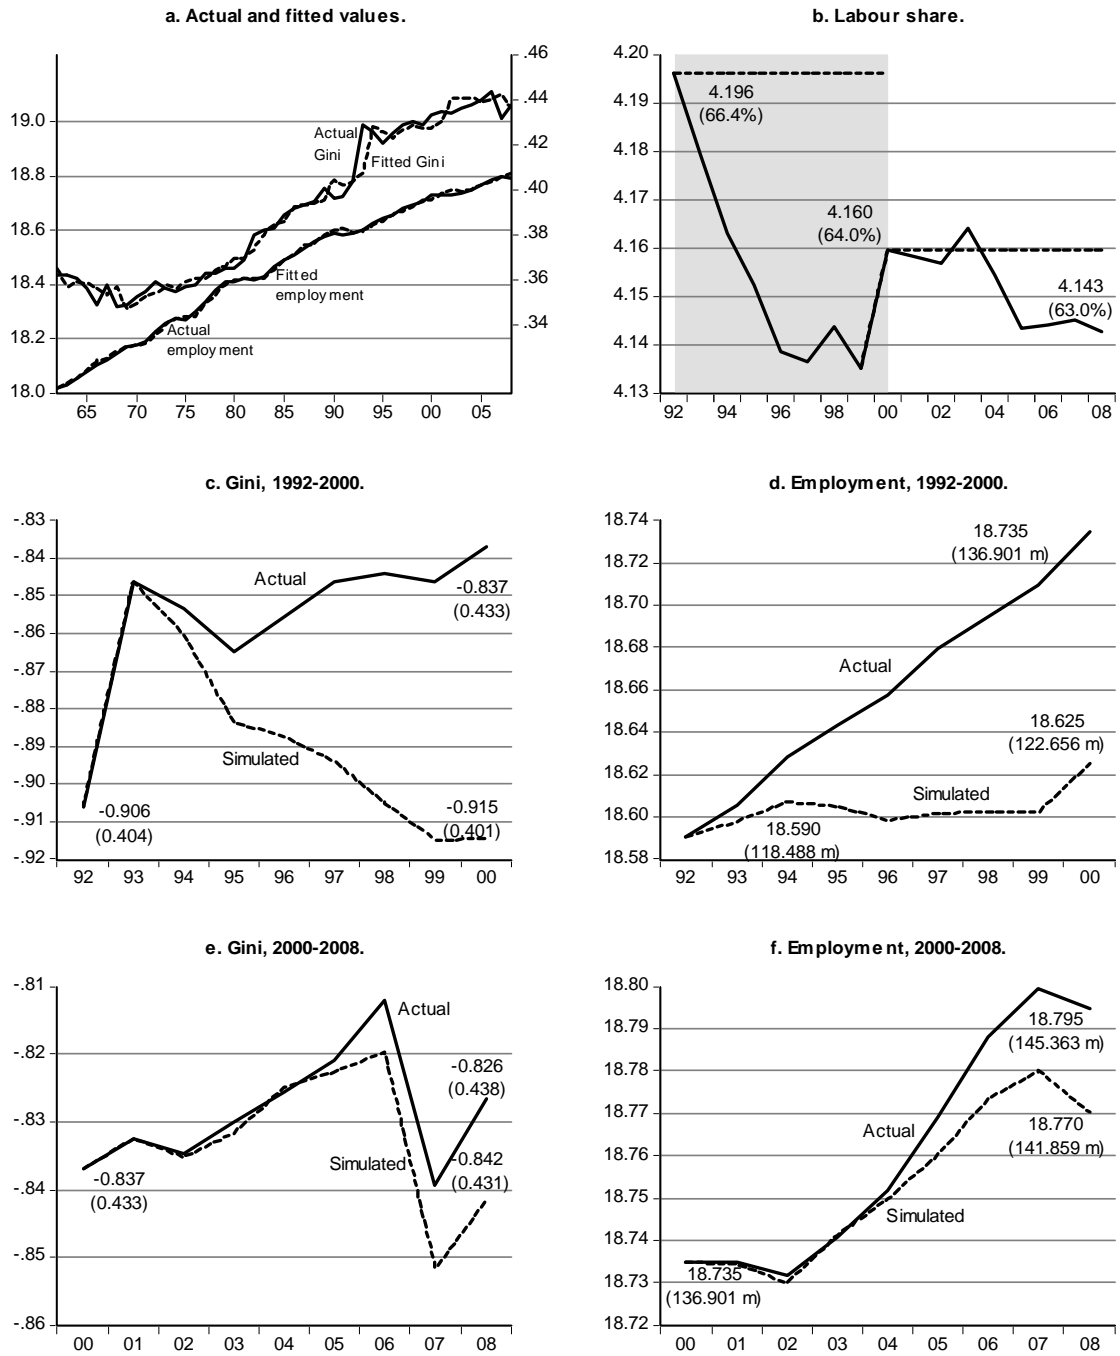 a. Actual and fitted values.
.46
.44
.42
.40
.38
.36
.34
19.0
18.8
18.6
18.4
18.2
18.0
Actual
Gini
Fitted Gini
Fitted
employment
Actual
employment
65 70 75 80 85 90 95 00 05
b. Labour share.
4.20
4.19
4.18
4.17
4.16
4.15
4.14
4.13
4.196
(66.4%)
4.160
(64.0%)
4.143
(63.0%)
92 94 96 98 00 02 04 06 08
c. Gini, 1992-2000.
-.83
-.84
-.85
-.86
-.87
-.88
-.89
-.90
-.91
-.92
Actual
-0.837
(0.433)
Simulated
-0.906
(0.404)
-0.915
(0.401)
92 93 94 95 96 97 98 99 00
d. Employment, 1992-2000.
18.74
18.72
18.70
18.68
18.66
18.64
18.62
18.60
18.58
18.735
(136.901 m)
Actual
18.625
(122.656 m)
Simulated
18.590
(118.488 m)
92 93 94 95 96 97 98 99 00
e. Gini, 2000-2008.
-.81
-.82
-.83
-.84
-.85
-.86
Actual
-0.826
(0.438)
Simulated
-0.842
(0.431)
-0.837
(0.433)
00 01 02 03 04 05 06 07 08
f. Employment, 2000-2008.
18.80
18.79
18.78
18.77
18.76
18.75
18.74
18.73
18.72
18.795
(145.363 m)
18.770
(141.859 m)
Actual
Simulated
18.735
(136.901 m)
00 01 02 03 04 05 06 07 08